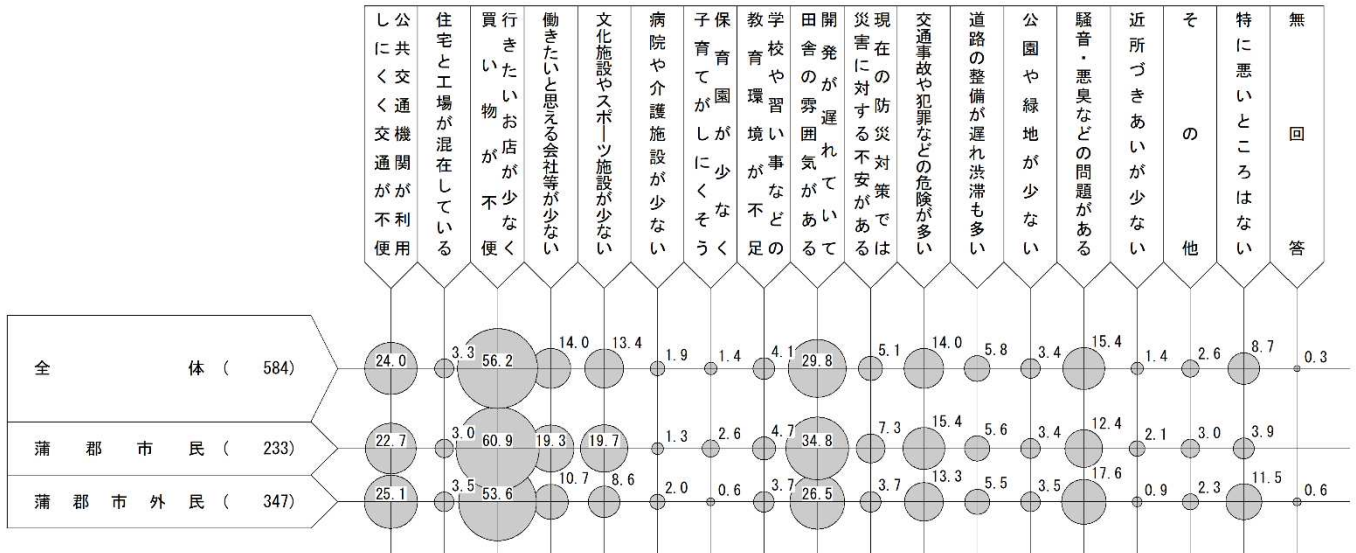 公共交通機関が利用
しにくく交通が不便
住宅と工場が混在している
行きたいお店が少なく
買い物が不便
働きたいと思える会社等が少ない
文化施設やスポーツ施設が少ない
病院や介護施設が少ない
保育園が少なく
子育てがしにくそう
学校や習い事などの
教育環境が不足
開発が遅れていて
田舎の雰囲気がある
現在の防災対策では
災害に対する不安がある
交通事故や犯罪などの危険が多い
道路の整備が遅れ渋滞も多い
公園や緑地が少ない
騒音・悪臭などの問題がある
近所づきあいが少ない
その他
特に悪いところはない
無回答
全体 ( 584) 24.0 3.3 56.2 14.0 13.4 1.9 1.4 4.1 29.8 5.1 14.0 5.8 3.4 15.4 1.4 2.6 8.7 0.3
蒲郡市民 ( 233) 22.7 3.0 60.9 19.3 19.7 1.3 2.6 4.7 34.8 7.3 15.4 5.6 3.4 12.4 2.1 3.0 3.9
蒲郡市外民 ( 347) 25.1 3.5 53.6 10.7 8.6 2.0 0.6 3.7 26.5 3.7 13.3 5.5 3.5 17.6 0.9 2.3 11.5 0.6